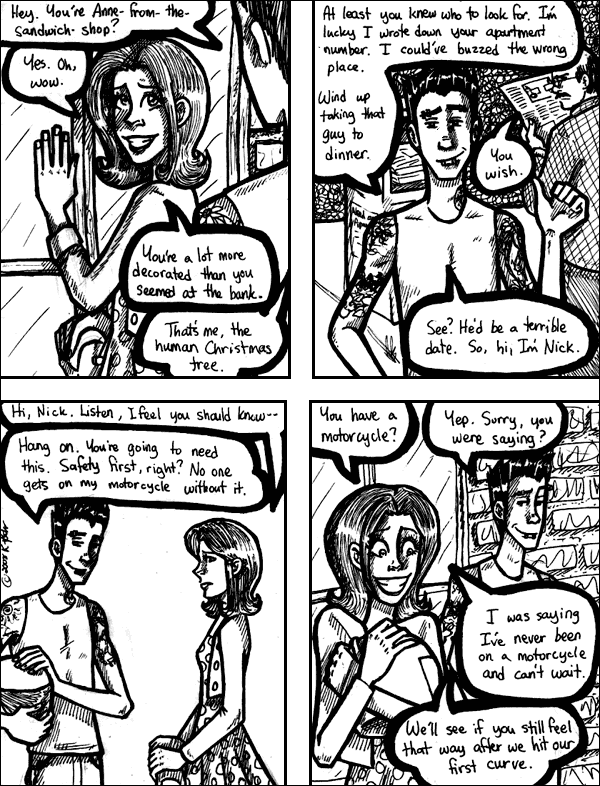 Hey. You're Anne-from-the-
sandwich-shop?
Yes. Oh,
wow.
You're a lot more
decorated than you
seemed at the bank.
That's me, the
human Christmas
tree.
At least you knew who to look for. I'm
lucky I wrote down your apartment
number. I could've buzzed the wrong
place.
Wind up
taking that
guy to
dinner.
You
wish.
See? He'd be a terrible
date. So, hi, I'm Nick.
Hi, Nick. Listen, I feel you should know--
Hang on. You're going to need
this. Safety first, right? No one
gets on my motorcycle without it.
You have a
motorcycle?
Yep. Sorry, you
were saying?
I was saying
I've never been
on a motorcycle
and can't wait.
We'll see if you still feel
that way after we hit our
first curve.